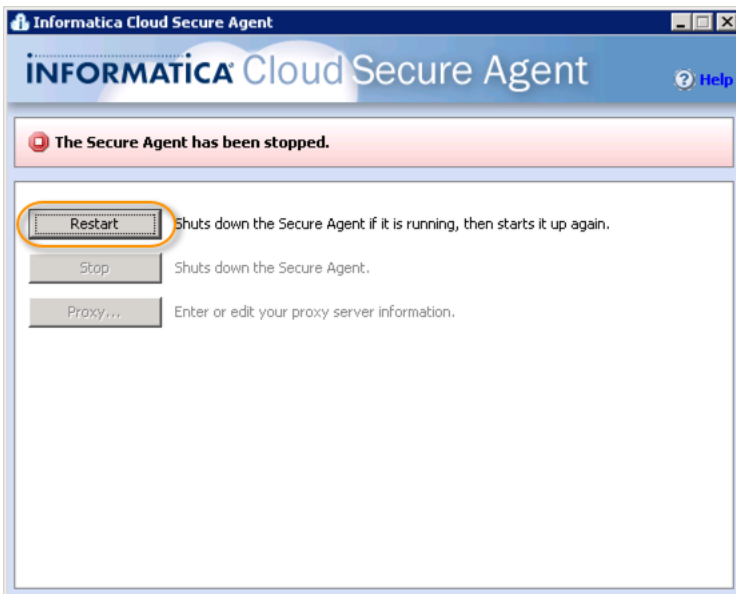 Informatica Cloud Secure Agent
INFORMATICA Cloud Secure Agent
Help
The Secure Agent has been stopped.
Restart Shuts down the Secure Agent if it is running, then starts it up again.
Stop Shuts down the Secure Agent.
Proxy... Enter or edit your proxy server information.